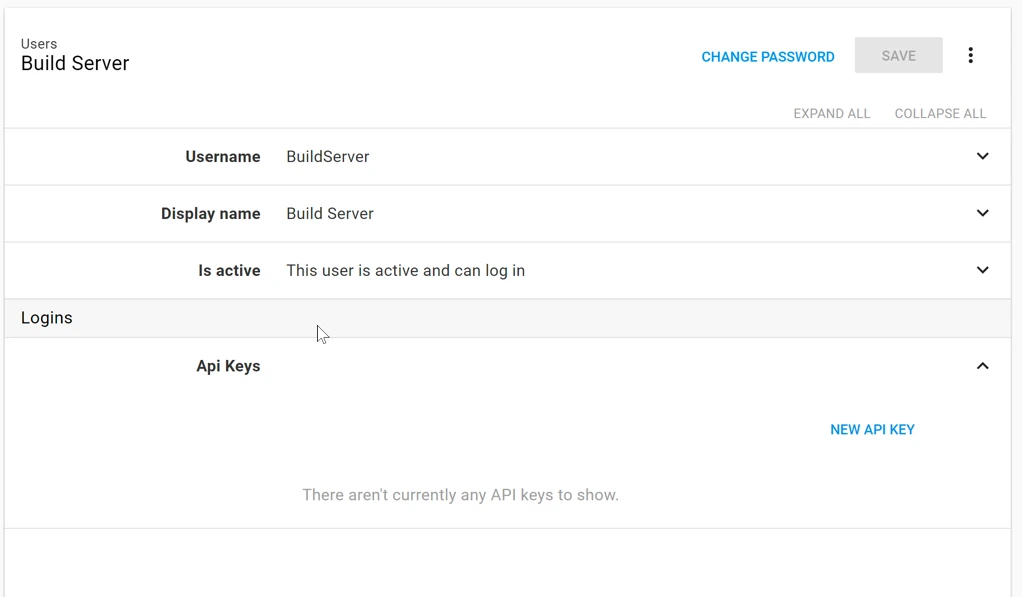 Users
Build Server
CHANGE PASSWORD
SAVE
EXPAND ALL
COLLAPSE ALL
Username BuildServer
Display name Build Server
Is active This user is active and can log in
Logins
Api Keys
NEW API KEY
There aren't currently any API keys to show.